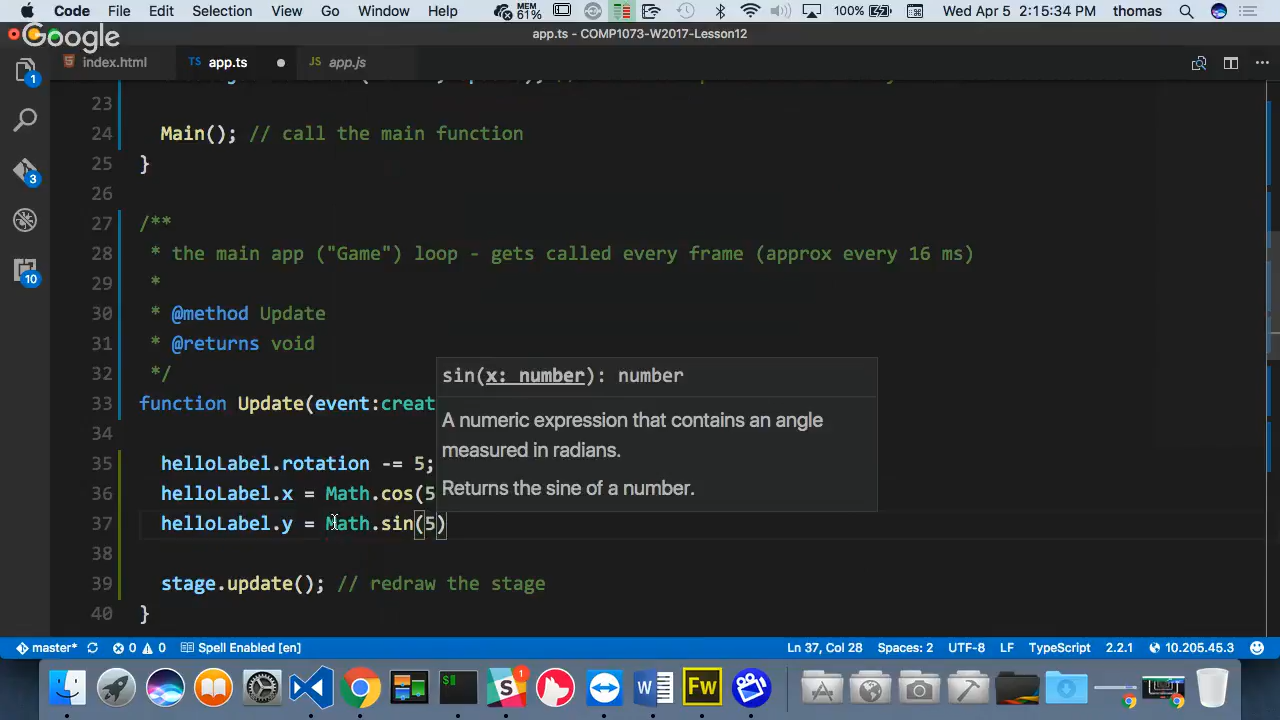 Code File Edit Selection View Go Window Help MEM 61% 100% Wed Apr 5 2:15:34 PM thomas
Google
app.ts - COMP1073-W2017-Lesson12
index.html TS app.ts JS app.js
23
24 Main(); // call the main function
25 }
26
27 /**
28 * the main app ("Game") loop - gets called every frame (approx every 16 ms)
29 *
30 * @method Update
31 * @returns void
32 */
33 function Update(event:creat
34
35 helloLabel.rotation -= 5;
36 helloLabel.x = Math.cos(5
37 helloLabel.y = Math.sin(5)
38
39 stage.update(); // redraw the stage
40 }
sin(x: number): number
A numeric expression that contains an angle
measured in radians.
Returns the sine of a number.
1
3
10
master* 0 0 Spell Enabled [en] Ln 37, Col 28 Spaces: 2 UTF-8 LF TypeScript 2.2.1 10.205.45.3
$ S 1 W Fw